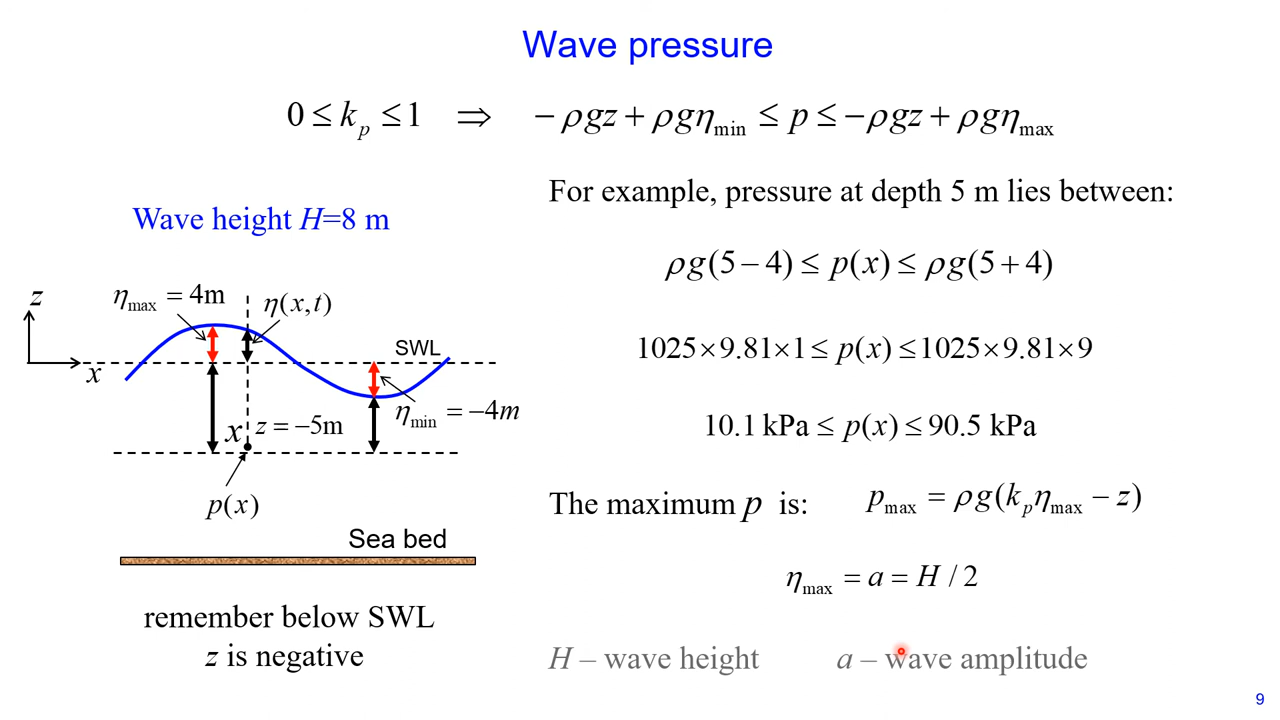 Wave pressure
0 ≤ k_p ≤ 1 ⇒ −ρgz + ρgη_min ≤ p ≤ −ρgz + ρgη_max
For example, pressure at depth 5 m lies between:
Wave height H=8 m
ρg(5−4) ≤ p(x) ≤ ρg(5+4)
z
η_max = 4m
η(x,t)
SWL
x
1025×9.81×1 ≤ p(x) ≤ 1025×9.81×9
η_min = −4m
x z = −5m
10.1 kPa ≤ p(x) ≤ 90.5 kPa
p(x)
The maximum p is: p_max = ρg(k_pη_max − z)
Sea bed
η_max = a = H / 2
remember below SWL
z is negative
H – wave height a – wave amplitude
9